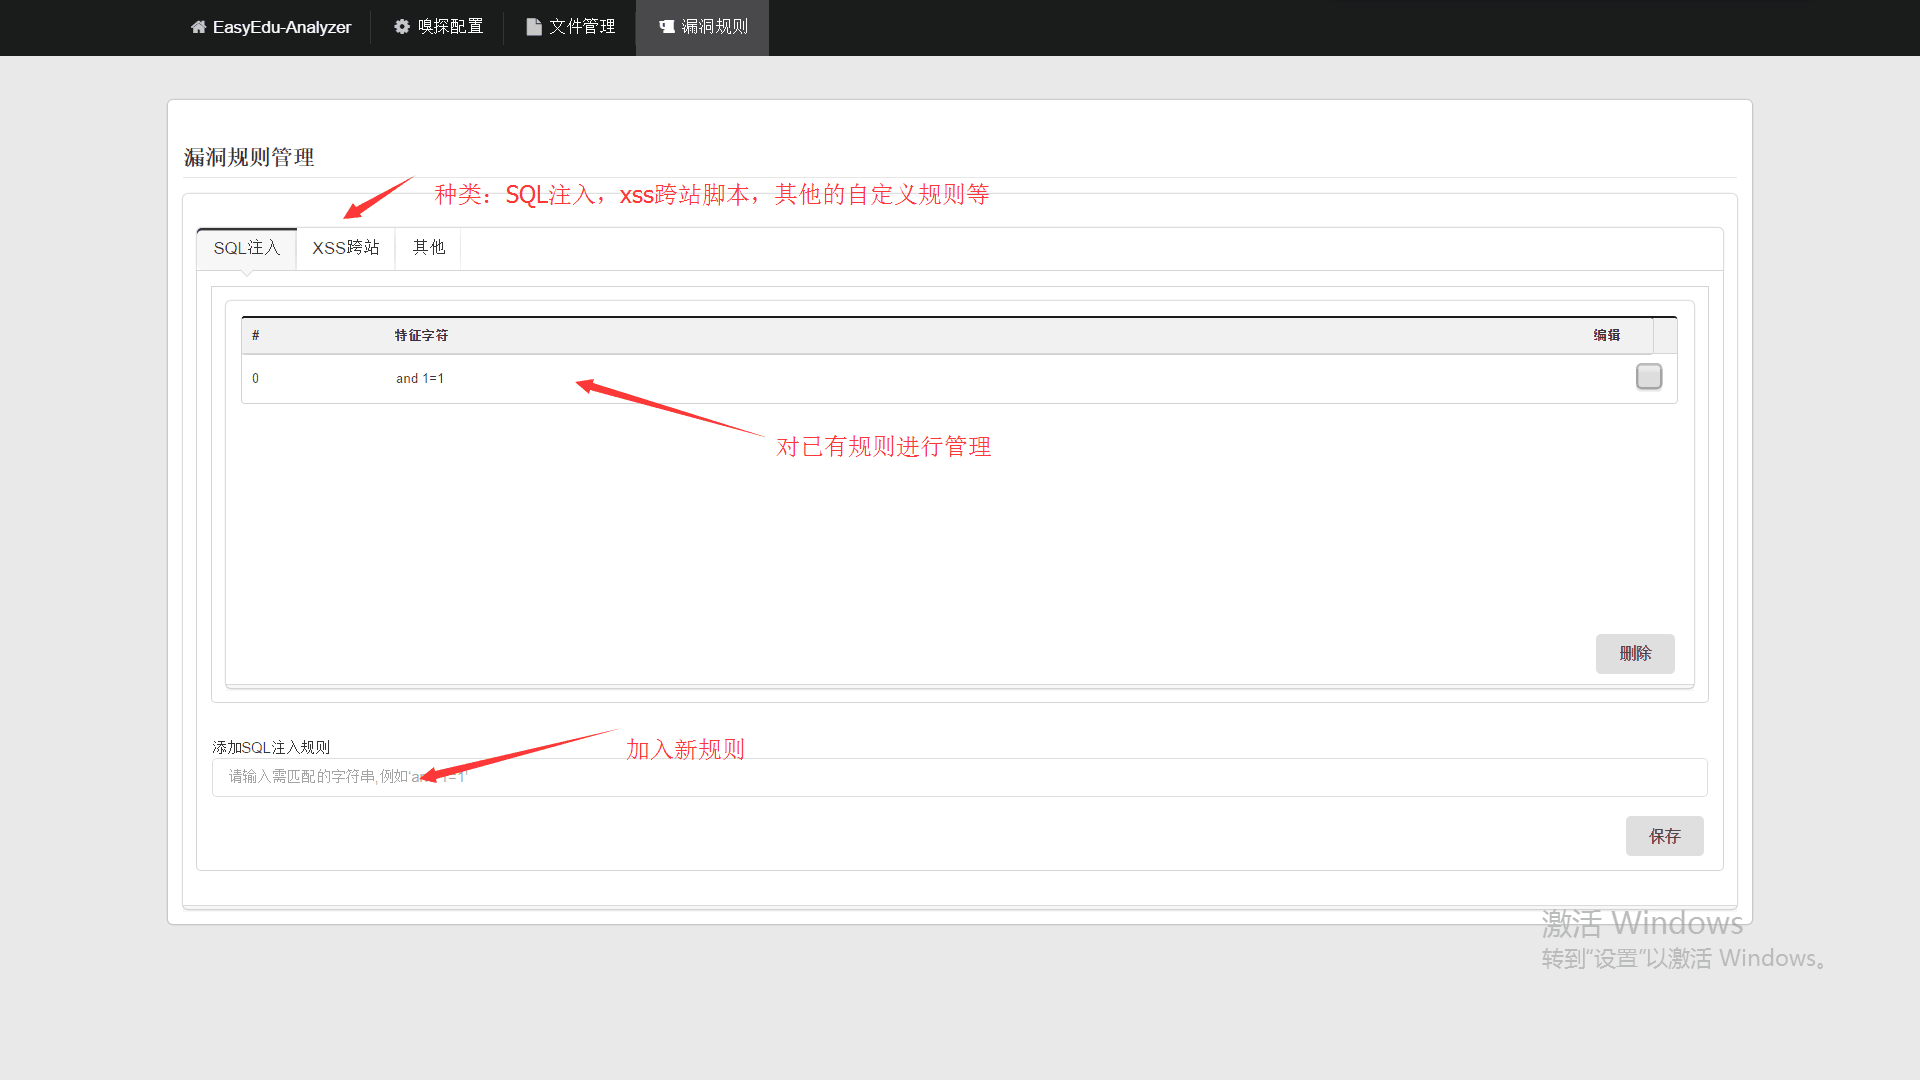 EasyEdu-Analyzer 嗅探配置 文件管理 漏洞规则
漏洞规则管理
种类：SQL注入，xss跨站脚本，其他的自定义规则等
SQL注入 XSS跨站 其他
# 特征字符 编辑
0 and 1=1
对已有规则进行管理
删除
添加SQL注入规则
加入新规则
请输入需匹配的字符串,例如'and 1=1'
保存
激活 Windows
转到"设置"以激活 Windows。